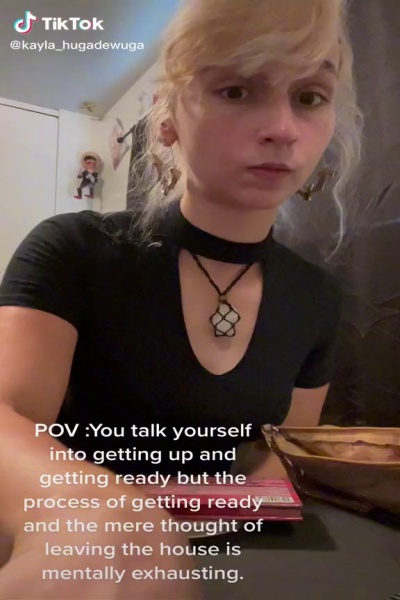 TikTok
@kayla_hugadewuga
POV :You talk yourself
into getting up and
getting ready but the
process of getting ready
and the mere thought of
leaving the house is
mentally exhausting.